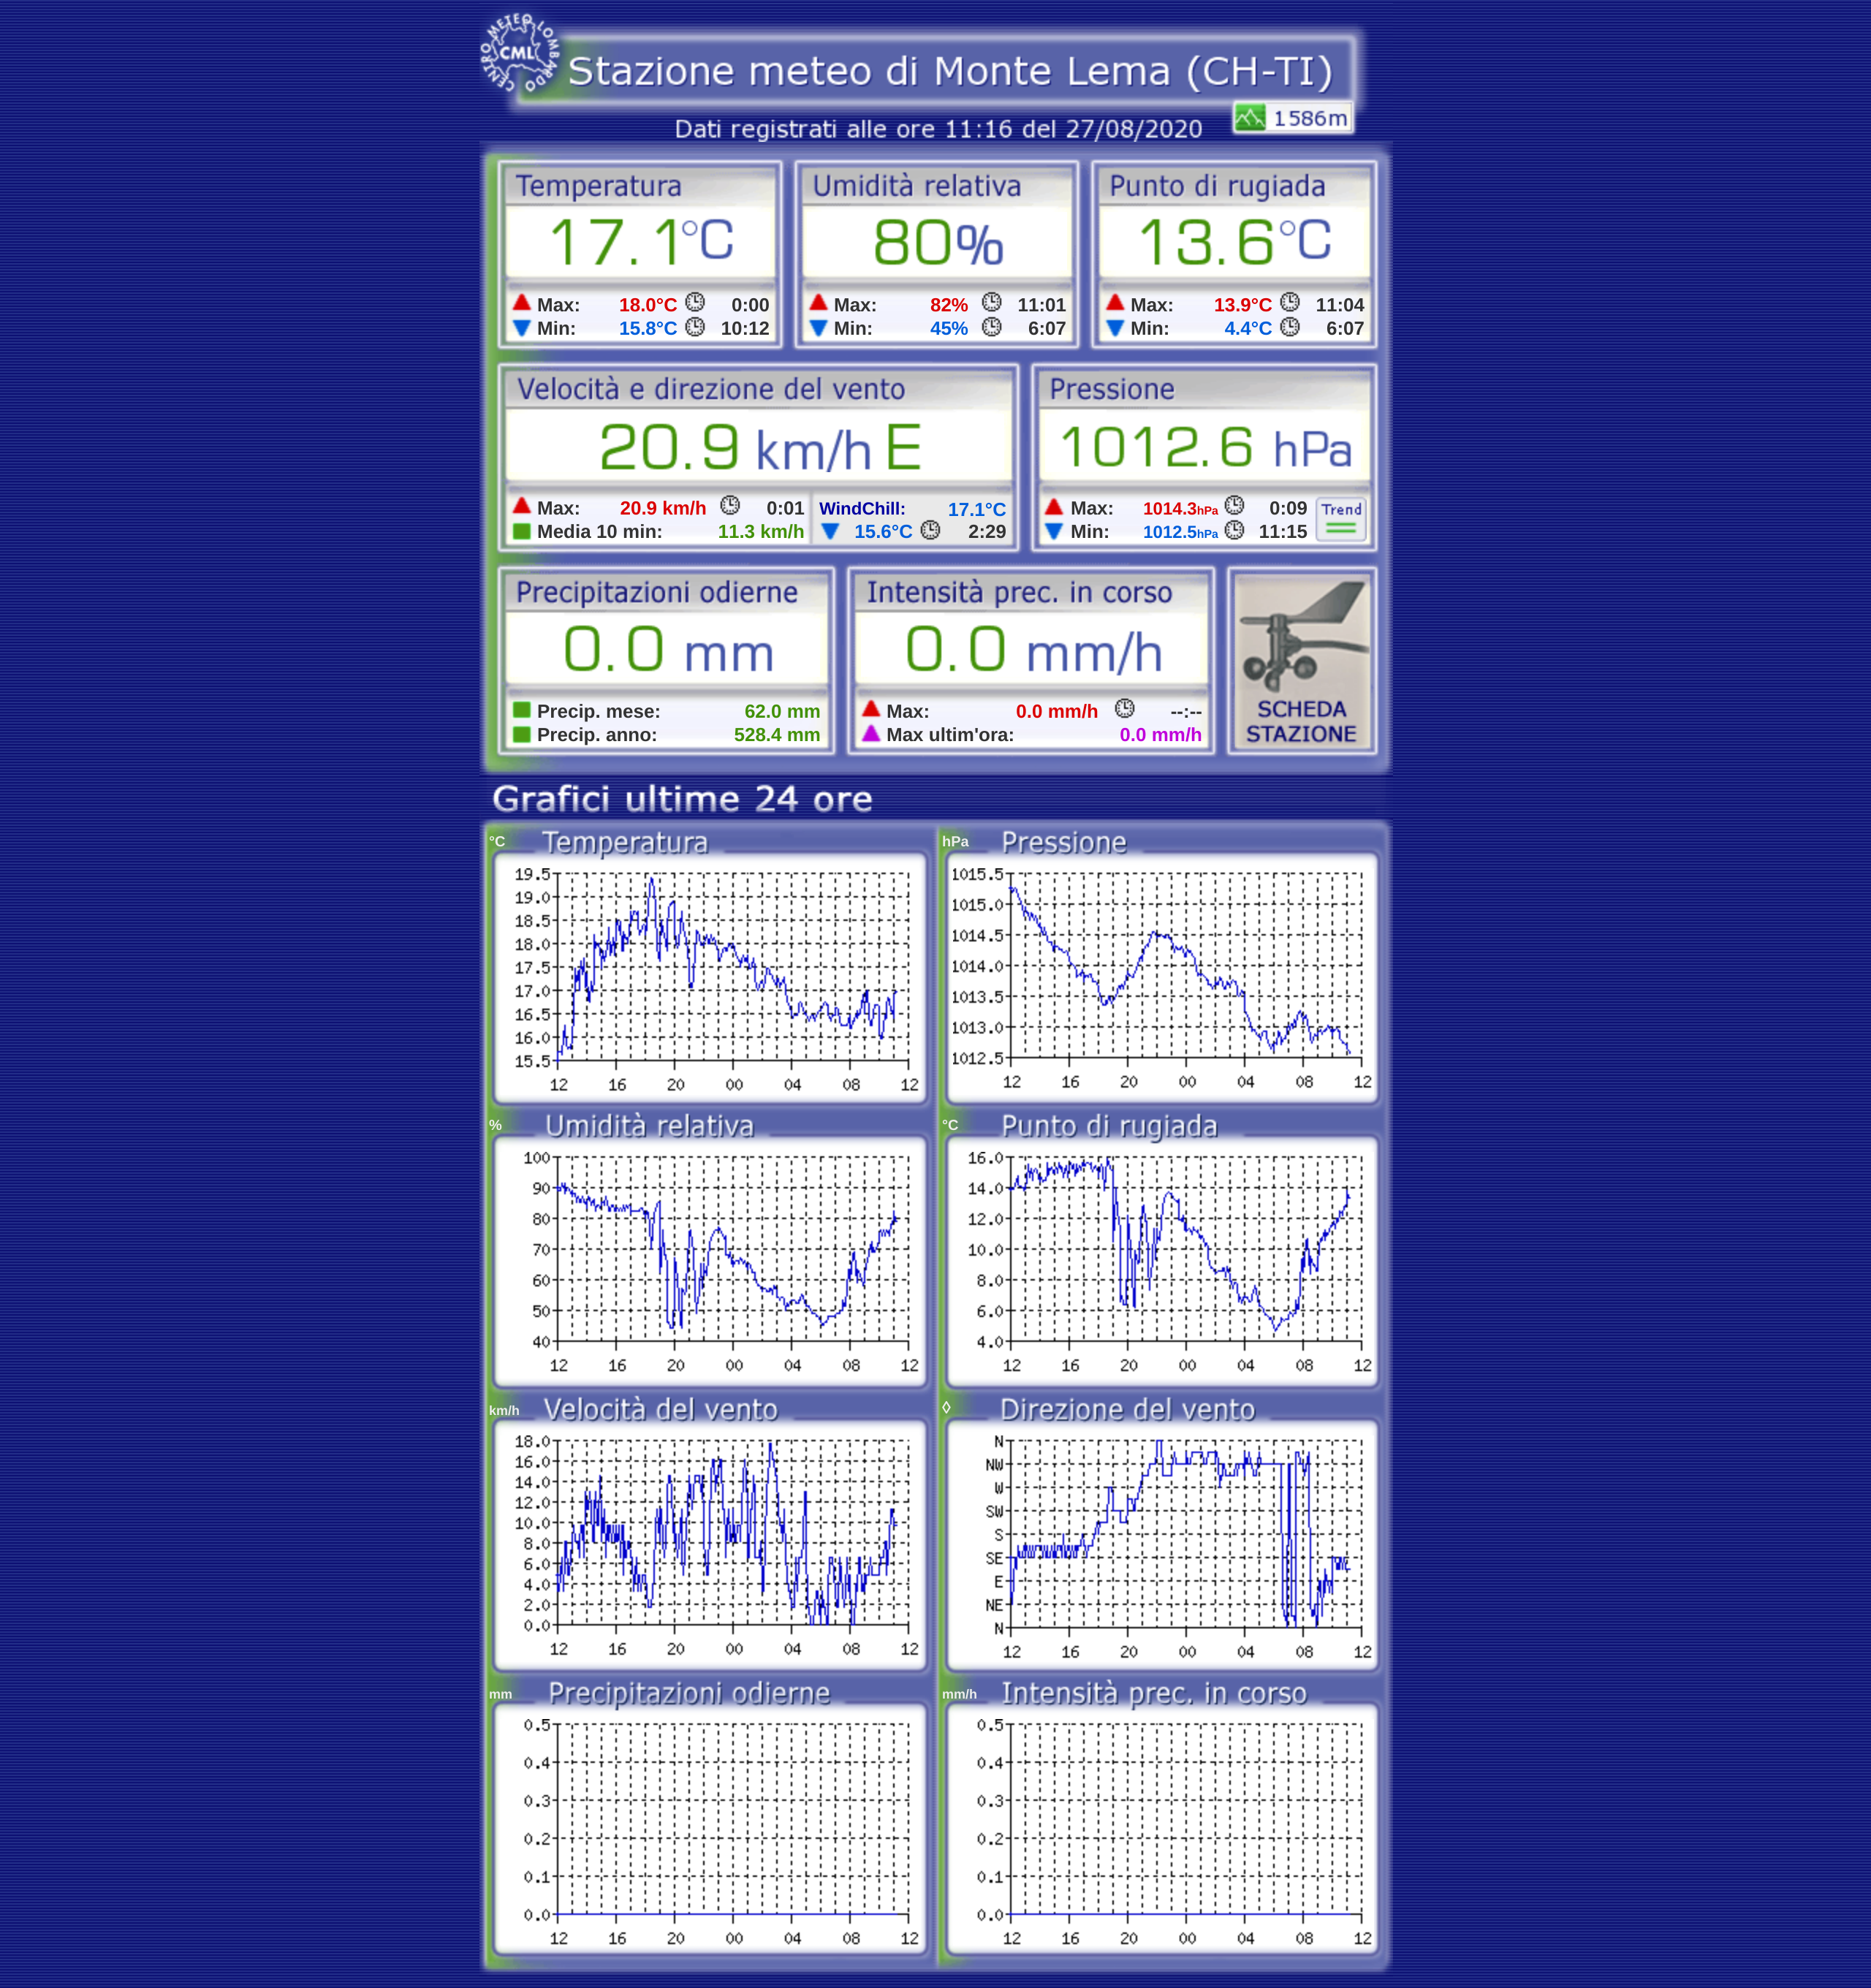 CENTRO METEO LOMBARDO
CML
Stazione meteo di Monte Lema (CH-TI)
1586m
Dati registrati alle ore 11:16 del 27/08/2020
Temperatura
17.1°C
Max: 18.0°C 0:00
Min: 15.8°C 10:12
Umidità relativa
80%
Max: 82% 11:01
Min: 45% 6:07
Punto di rugiada
13.6°C
Max: 13.9°C 11:04
Min: 4.4°C 6:07
Velocità e direzione del vento
20.9 km/h E
Max: 20.9 km/h 0:01
Media 10 min: 11.3 km/h
WindChill: 17.1°C
15.6°C 2:29
Pressione
1012.6 hPa
Max: 1014.3hPa 0:09
Min: 1012.5hPa 11:15
Trend
Precipitazioni odierne
0.0 mm
Precip. mese: 62.0 mm
Precip. anno: 528.4 mm
Intensità prec. in corso
0.0 mm/h
Max: 0.0 mm/h --:--
Max ultim'ora: 0.0 mm/h
SCHEDA
STAZIONE
Grafici ultime 24 ore
°C Temperatura
19.5
19.0
18.5
18.0
17.5
17.0
16.5
16.0
15.5
12 16 20 00 04 08 12
hPa Pressione
1015.5
1015.0
1014.5
1014.0
1013.5
1013.0
1012.5
12 16 20 00 04 08 12
% Umidità relativa
100
90
80
70
60
50
40
12 16 20 00 04 08 12
°C Punto di rugiada
16.0
14.0
12.0
10.0
8.0
6.0
4.0
12 16 20 00 04 08 12
km/h Velocità del vento
18.0
16.0
14.0
12.0
10.0
8.0
6.0
4.0
2.0
0.0
12 16 20 00 04 08 12
◊ Direzione del vento
N
NW
W
SW
S
SE
E
NE
N
12 16 20 00 04 08 12
mm Precipitazioni odierne
0.5
0.4
0.3
0.2
0.1
0.0
12 16 20 00 04 08 12
mm/h Intensità prec. in corso
0.5
0.4
0.3
0.2
0.1
0.0
12 16 20 00 04 08 12